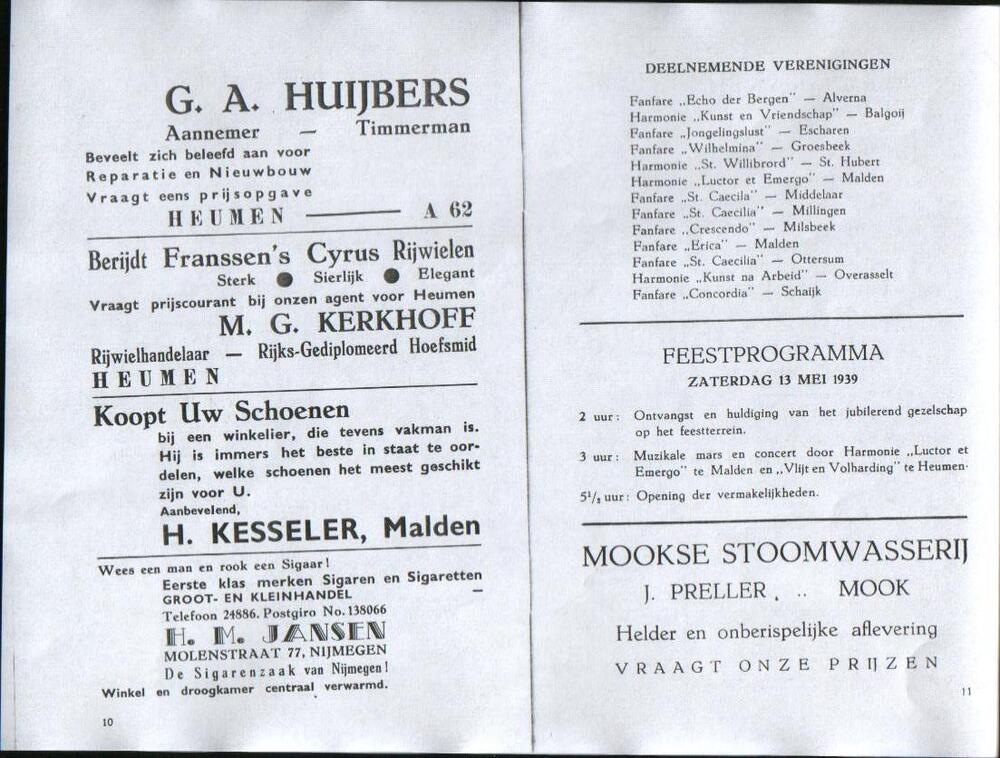 G. A. HUIJBERS
Aannemer — Timmerman
Beveelt zich beleefd aan voor
Reparatie en Nieuwbouw
Vraagt eens prijsopgave
HEUMEN ——— A 62
Berijdt Franssen's Cyrus Rijwielen
Sterk ● Sierlijk ● Elegant
Vraagt prijscourant bij onzen agent voor Heumen
M. G. KERKHOFF
Rijwielhandelaar — Rijks-Gediplomeerd Hoefsmid
HEUMEN
Koopt Uw Schoenen
bij een winkelier, die tevens vakman is.
Hij is immers het beste in staat te oor-
delen, welke schoenen het meest geschikt
zijn voor U.
Aanbevelend,
H. KESSELER, Malden
Wees een man en rook een Sigaar!
Eerste klas merken Sigaren en Sigaretten
GROOT- EN KLEINHANDEL —
Telefoon 24886. Postgiro No. 138066
H. M. JANSEN
MOLENSTRAAT 77, NIJMEGEN
De Sigarenzaak van Nijmegen!
Winkel en droogkamer centraal verwarmd.
10
DEELNEMENDE VERENIGINGEN
Fanfare „Echo der Bergen" — Alverna
Harmonie „Kunst en Vriendschap" — Balgoij
Fanfare „Jongelingslust" — Escharen
Fanfare „Wilhelmina" — Groesbeek
Harmonie „St. Willibrord" — St. Hubert
Harmonie „Luctor et Emergo" — Malden
Fanfare „St. Caecila" — Middelaar
Fanfare „St. Caecilia" — Millingen
Fanfare „Crescendo" — Milsbeek
Fanfare „Erica" — Malden
Fanfare „St. Caecilia" — Ottersum
Harmonie „Kunst na Arbeid" — Overasselt
Fanfare „Concordia" — Schaijk
FEESTPROGRAMMA
ZATERDAG 13 MEI 1939
2 uur: Ontvangst en huldiging van het jubilerend gezelschap
op het feestterrein.
3 uur: Muzikale mars en concert door Harmonie „Luctor et
Emergo" te Malden en „Vlijt en Volharding" te Heumen.
5½ uur: Opening der vermakelijkheden.
MOOKSE STOOMWASSERIJ
J. PRELLER . .. MOOK
Helder en onberispelijke aflevering
VRAAGT ONZE PRIJZEN
11